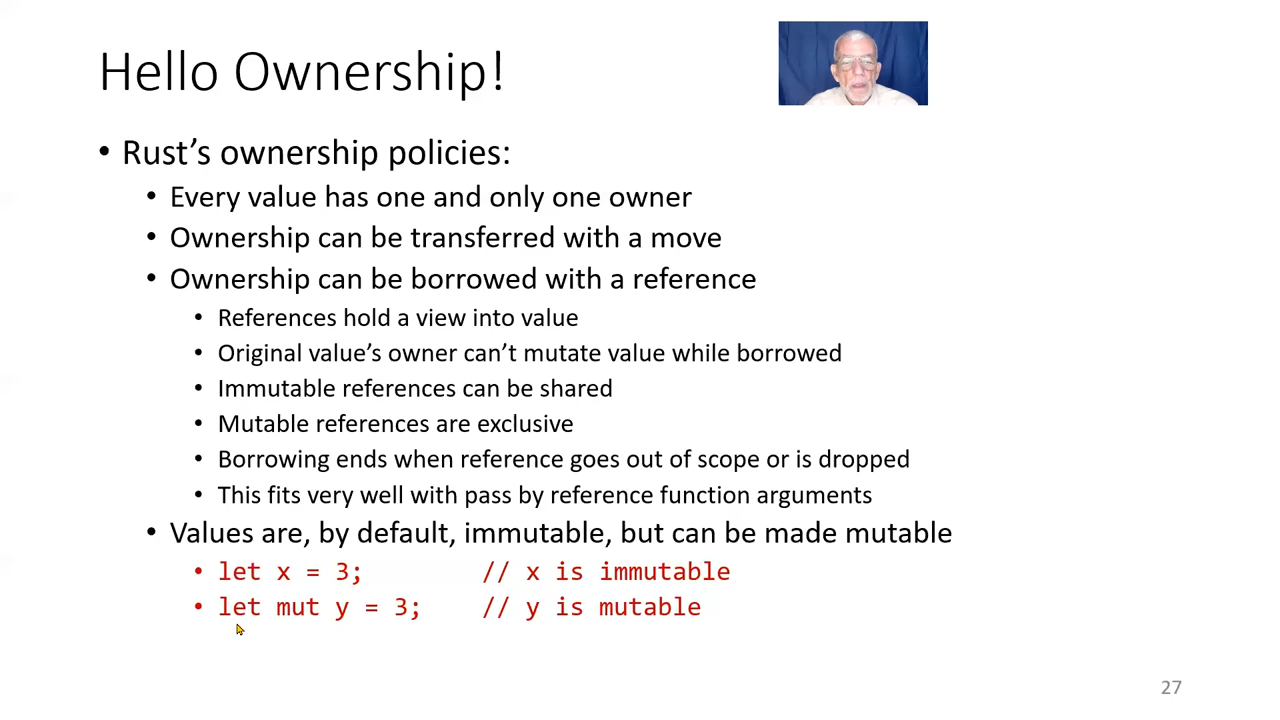 Hello Ownership!
• Rust’s ownership policies:
• Every value has one and only one owner
• Ownership can be transferred with a move
• Ownership can be borrowed with a reference
• References hold a view into value
• Original value’s owner can’t mutate value while borrowed
• Immutable references can be shared
• Mutable references are exclusive
• Borrowing ends when reference goes out of scope or is dropped
• This fits very well with pass by reference function arguments
• Values are, by default, immutable, but can be made mutable
• let x = 3; // x is immutable
• let mut y = 3; // y is mutable
27